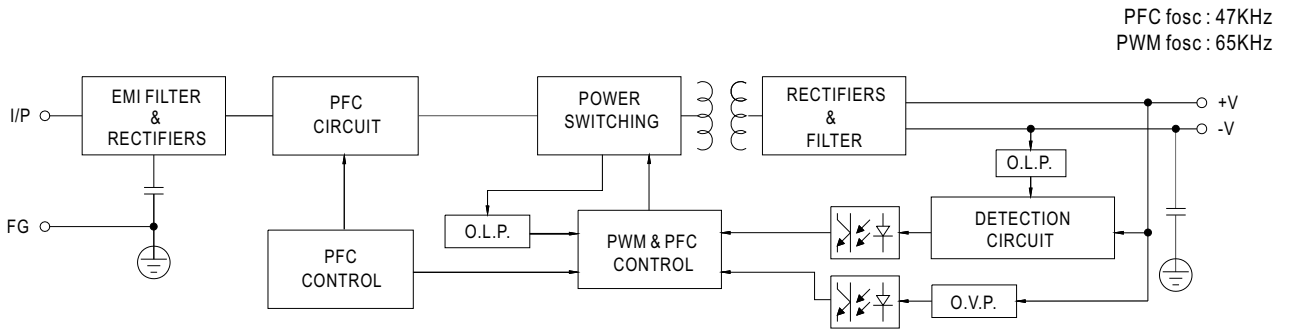 PFC fosc : 47KHz
PWM fosc : 65KHz
I/P
EMI FILTER
&
RECTIFIERS
PFC
CIRCUIT
POWER
SWITCHING
RECTIFIERS
&
FILTER
+V
-V
O.L.P.
FG
O.L.P.
PFC
CONTROL
PWM & PFC
CONTROL
DETECTION
CIRCUIT
O.V.P.